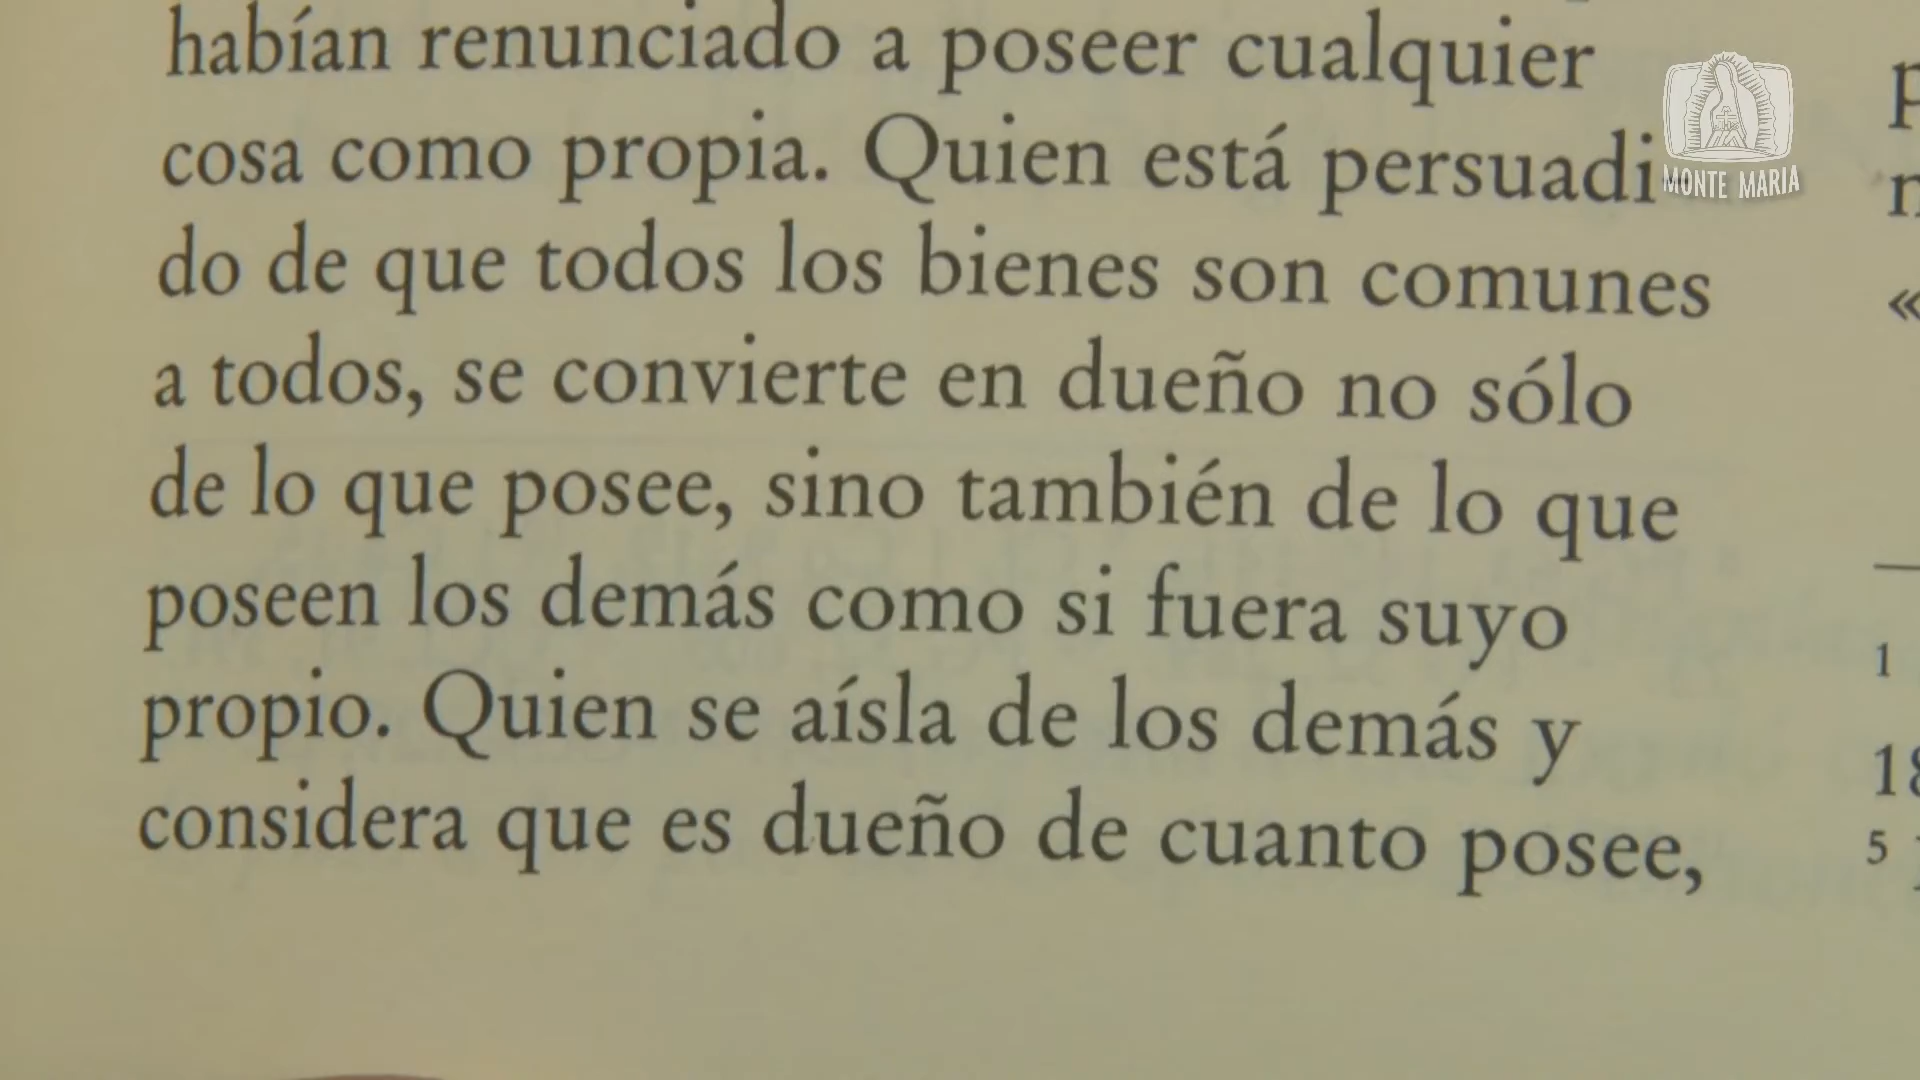 habían renunciado a poseer cualquier
cosa como propia. Quien está persuadi-
do de que todos los bienes son comunes
a todos, se convierte en dueño no sólo
de lo que posee, sino también de lo que
poseen los demás como si fuera suyo
propio. Quien se aísla de los demás y
considera que es dueño de cuanto posee,
MONTE MARIA
«
1
18
5